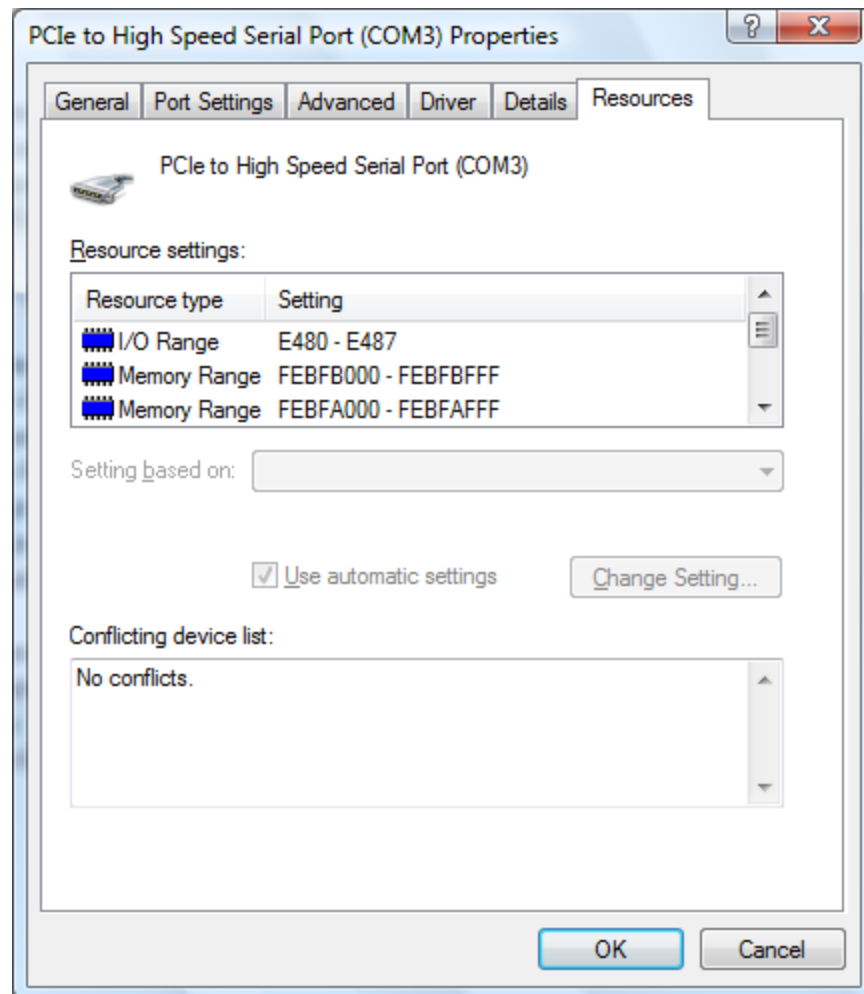 PCIe to High Speed Serial Port (COM3) Properties
General Port Settings Advanced Driver Details Resources
PCIe to High Speed Serial Port (COM3)
Resource settings:
Resource type Setting
I/O Range E480 - E487
Memory Range FEBFB000 - FEBFBFFF
Memory Range FEBFA000 - FEBFAFFF
Setting based on:
Use automatic settings Change Setting...
Conflicting device list:
No conflicts.
OK Cancel